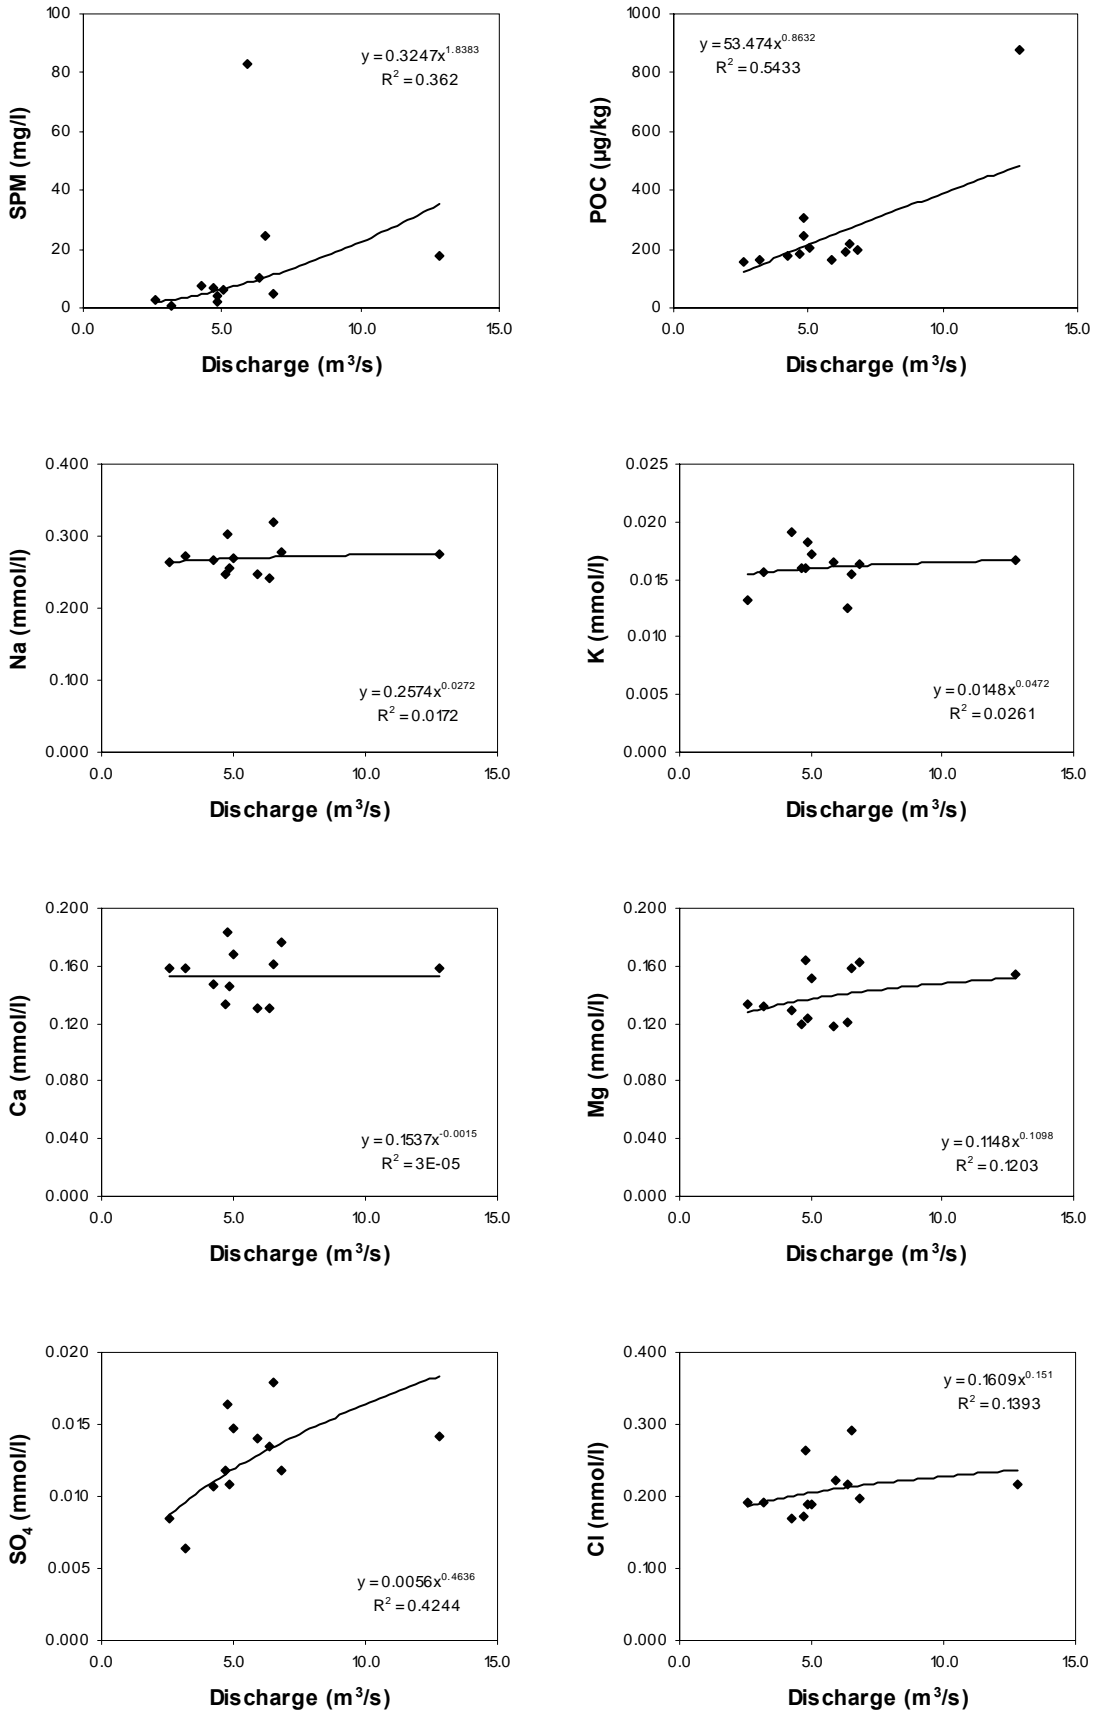 100
80
60
40
20
0
SPM (mg/l)
y = 0.3247x^1.8383
R² = 0.362
0.0 5.0 10.0 15.0
Discharge (m³/s)
1000
800
600
400
200
0
POC (µg/kg)
y = 53.474x^0.8632
R² = 0.5433
0.0 5.0 10.0 15.0
Discharge (m³/s)
0.400
0.300
0.200
0.100
0.000
Na (mmol/l)
y = 0.2574x^0.0272
R² = 0.0172
0.0 5.0 10.0 15.0
Discharge (m³/s)
0.025
0.020
0.015
0.010
0.005
0.000
K (mmol/l)
y = 0.0148x^0.0472
R² = 0.0261
0.0 5.0 10.0 15.0
Discharge (m³/s)
0.200
0.160
0.120
0.080
0.040
0.000
Ca (mmol/l)
y = 0.1537x^-0.0015
R² = 3E-05
0.0 5.0 10.0 15.0
Discharge (m³/s)
0.200
0.160
0.120
0.080
0.040
0.000
Mg (mmol/l)
y = 0.1148x^0.1098
R² = 0.1203
0.0 5.0 10.0 15.0
Discharge (m³/s)
0.020
0.015
0.010
0.005
0.000
SO₄ (mmol/l)
y = 0.0056x^0.4636
R² = 0.4244
0.0 5.0 10.0 15.0
Discharge (m³/s)
0.400
0.300
0.200
0.100
0.000
Cl (mmol/l)
y = 0.1609x^0.151
R² = 0.1393
0.0 5.0 10.0 15.0
Discharge (m³/s)